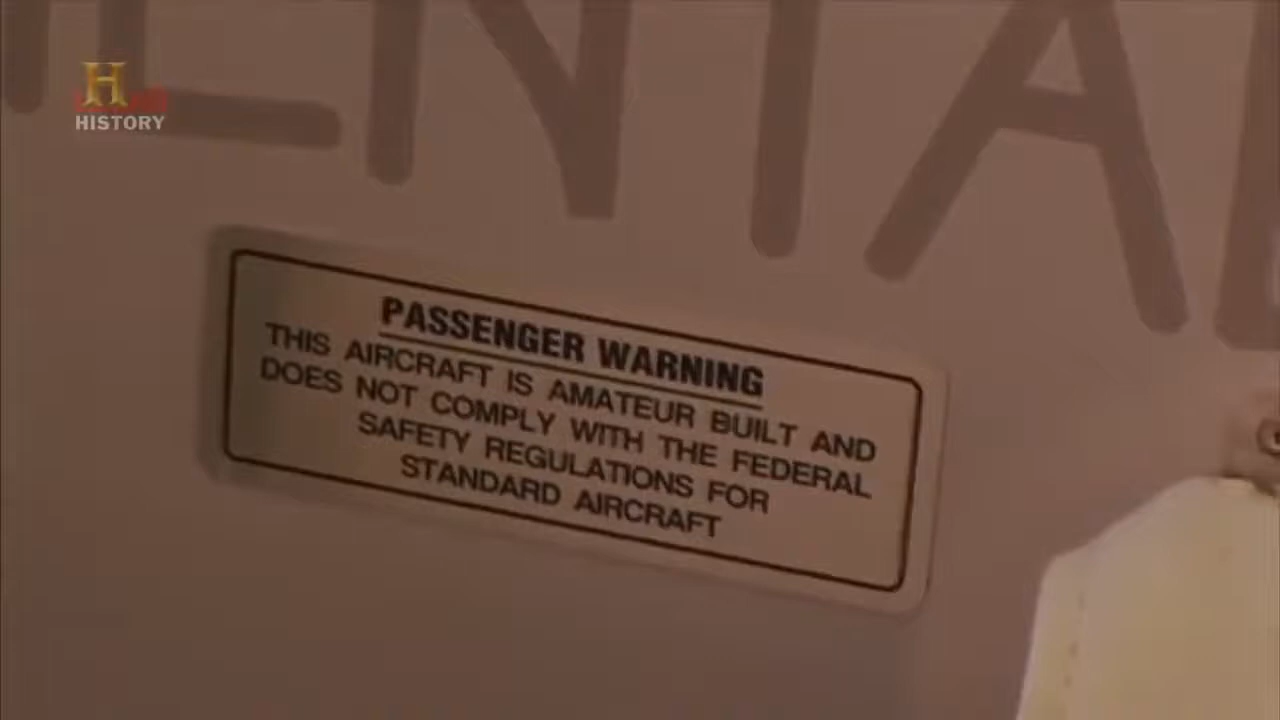 ENTAL
H
HISTORY
PASSENGER WARNING
THIS AIRCRAFT IS AMATEUR BUILT AND
DOES NOT COMPLY WITH THE FEDERAL
SAFETY REGULATIONS FOR
STANDARD AIRCRAFT